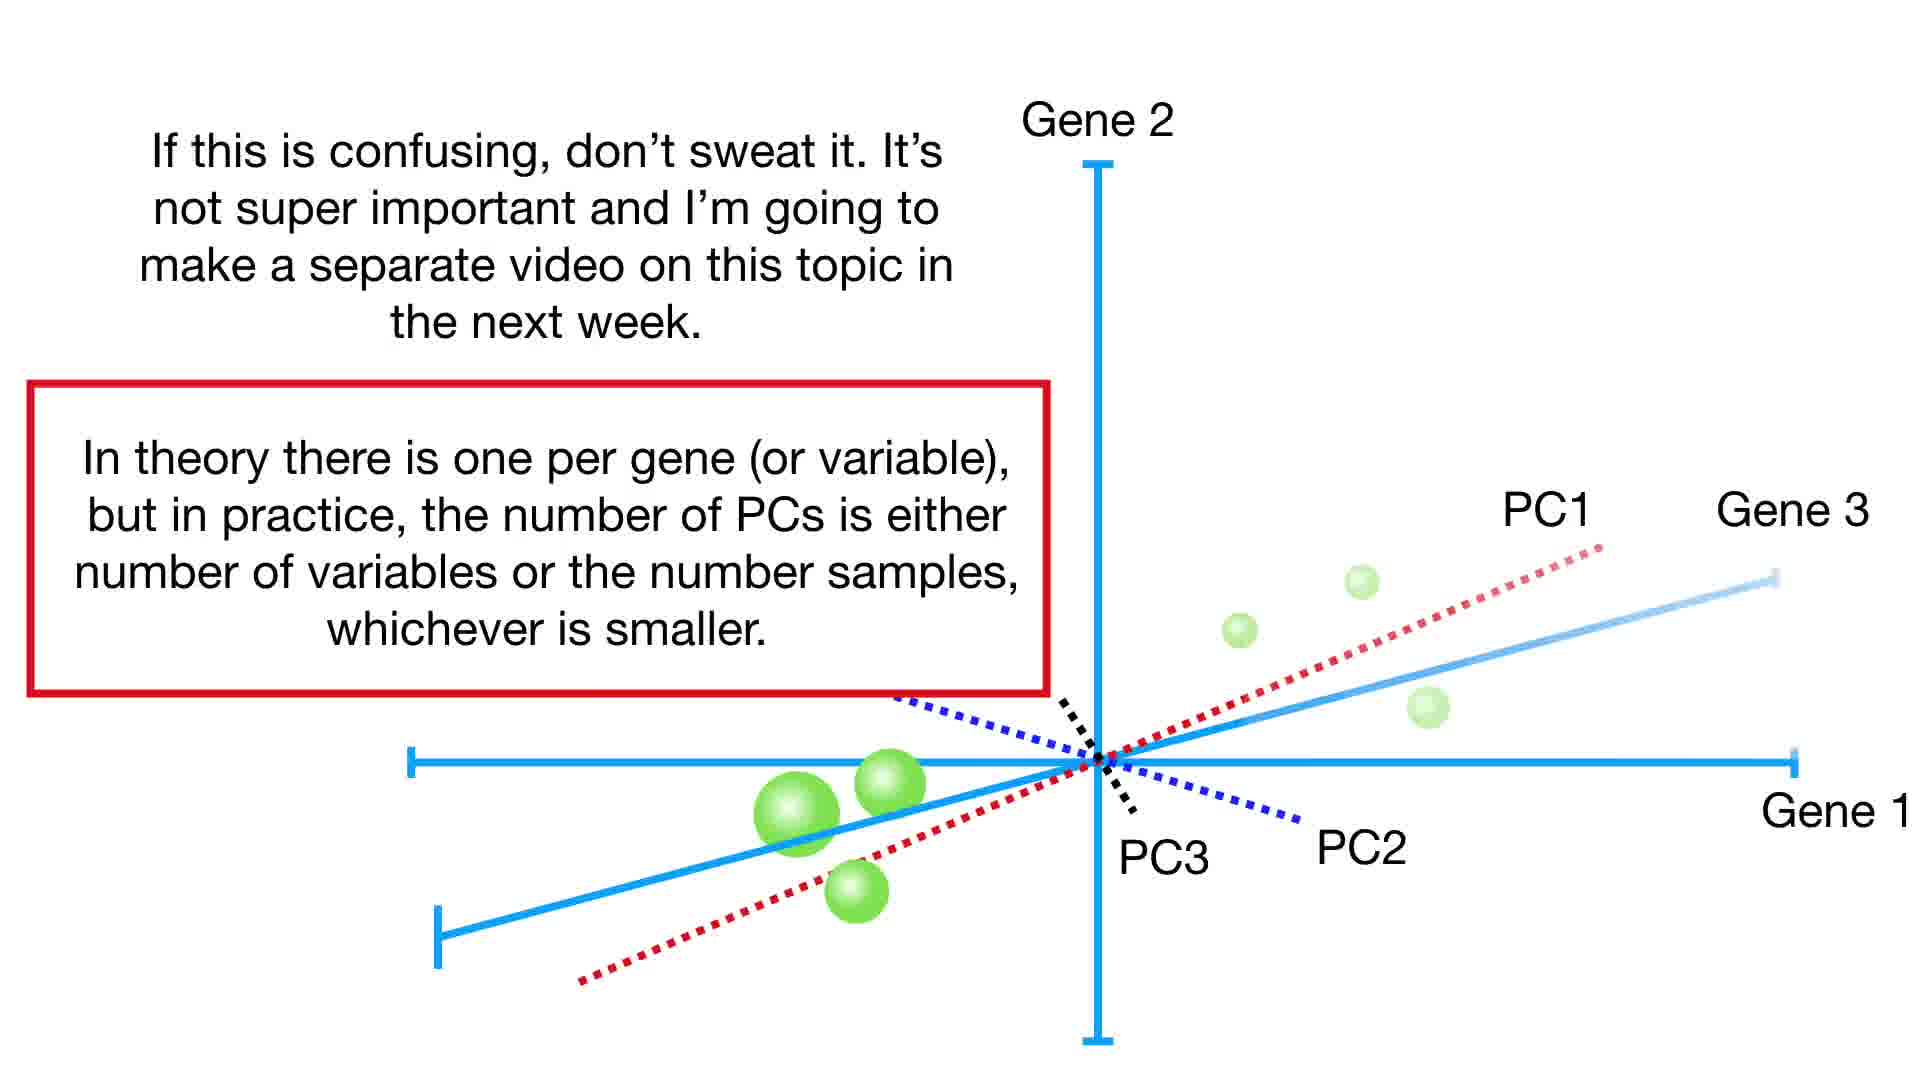 If this is confusing, don’t sweat it. It’s
not super important and I’m going to
make a separate video on this topic in
the next week.
In theory there is one per gene (or variable),
but in practice, the number of PCs is either
number of variables or the number samples,
whichever is smaller.
Gene 2
PC1
Gene 3
Gene 1
PC2
PC3